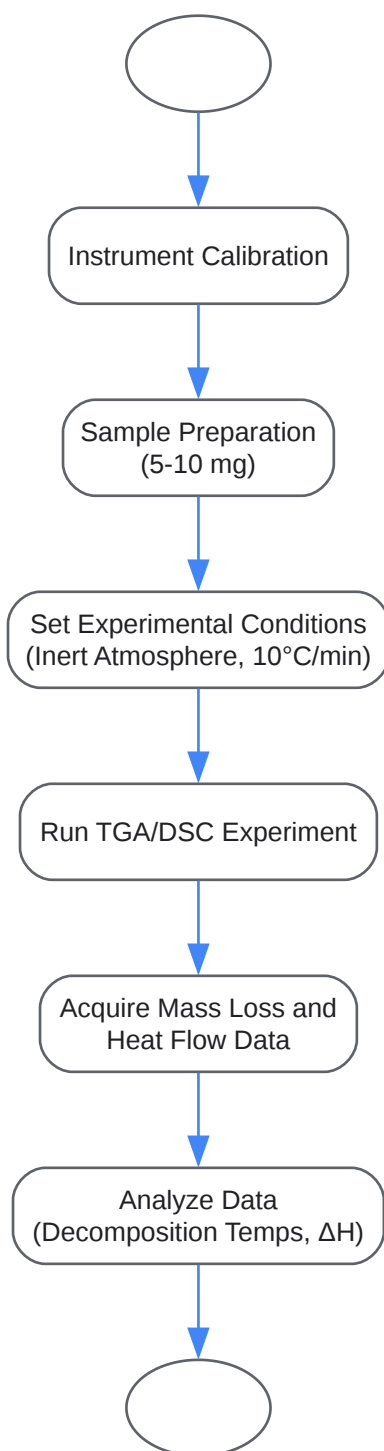 Instrument Calibration
Sample Preparation
(5-10 mg)
Set Experimental Conditions
(Inert Atmosphere, 10°C/min)
Run TGA/DSC Experiment
Acquire Mass Loss and
Heat Flow Data
Analyze Data
(Decomposition Temps, ΔH)